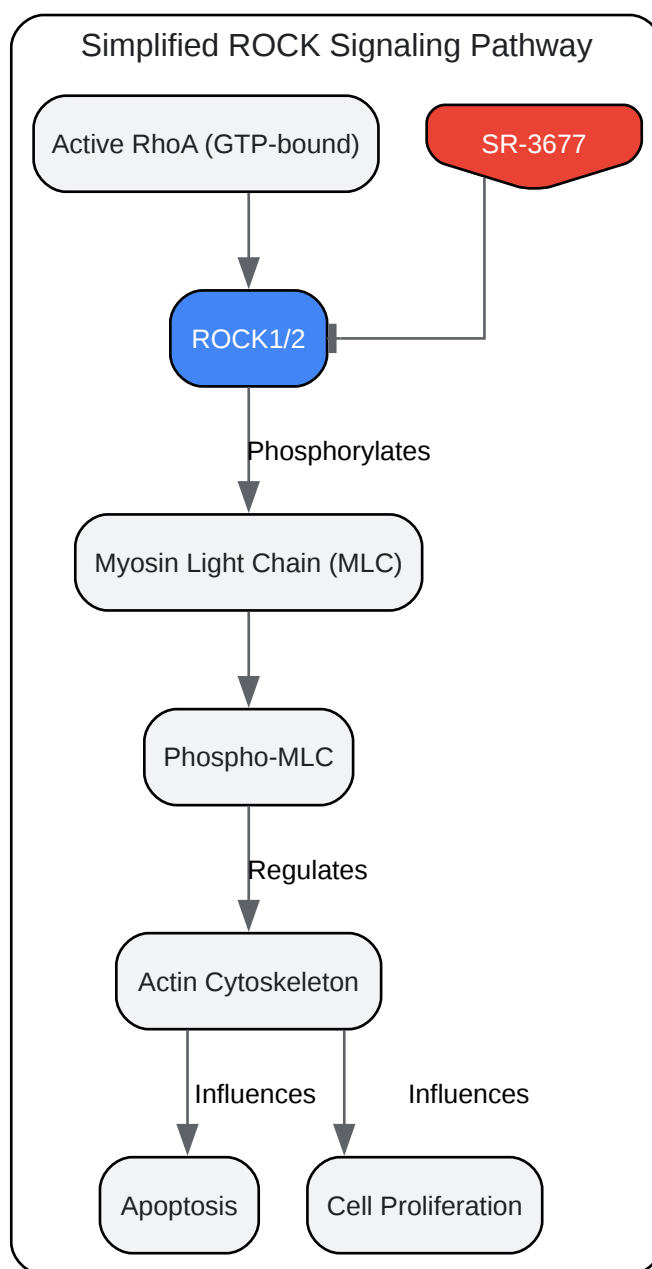 Simplified ROCK Signaling Pathway
Active RhoA (GTP-bound)
SR-3677
ROCK1/2
Phosphorylates
Myosin Light Chain (MLC)
Phospho-MLC
Regulates
Actin Cytoskeleton
Influences
Influences
Apoptosis
Cell Proliferation